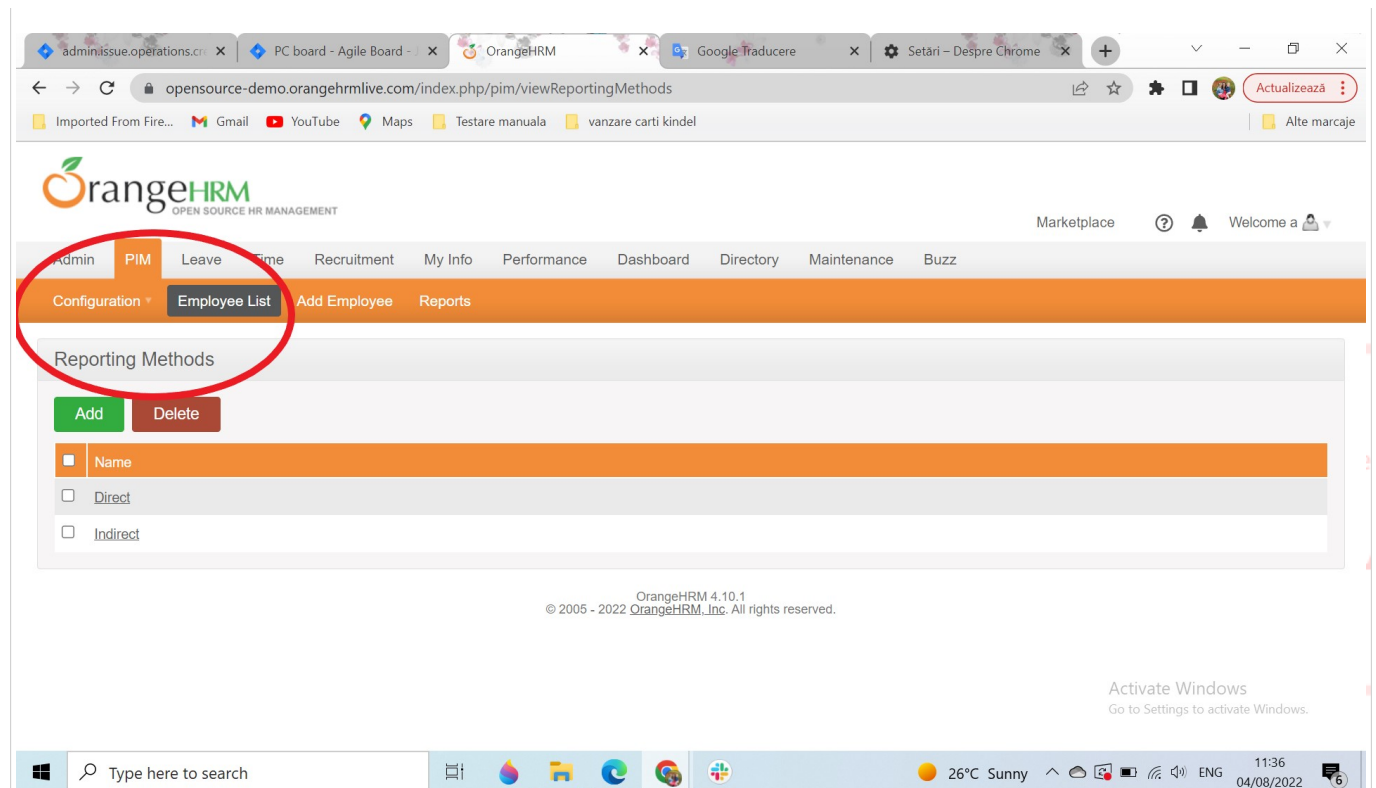 admin.issue.operations.cr
PC board - Agile Board - J
OrangeHRM
Google Traducere
Setări – Despre Chrome
opensource-demo.orangehrmlive.com/index.php/pim/viewReportingMethods
Actualizează
Imported From Fire...
Gmail
YouTube
Maps
Testare manuala
vanzare carti kindel
Alte marcaje
OrangeHRM
OPEN SOURCE HR MANAGEMENT
Marketplace
Welcome a
Admin PIM Leave Time Recruitment My Info Performance Dashboard Directory Maintenance Buzz
Configuration Employee List Add Employee Reports
Reporting Methods
Add Delete
Name
Direct
Indirect
OrangeHRM 4.10.1
© 2005 - 2022 OrangeHRM, Inc. All rights reserved.
Activate Windows
Go to Settings to activate Windows.
Type here to search
26°C Sunny
ENG
11:36
04/08/2022
6